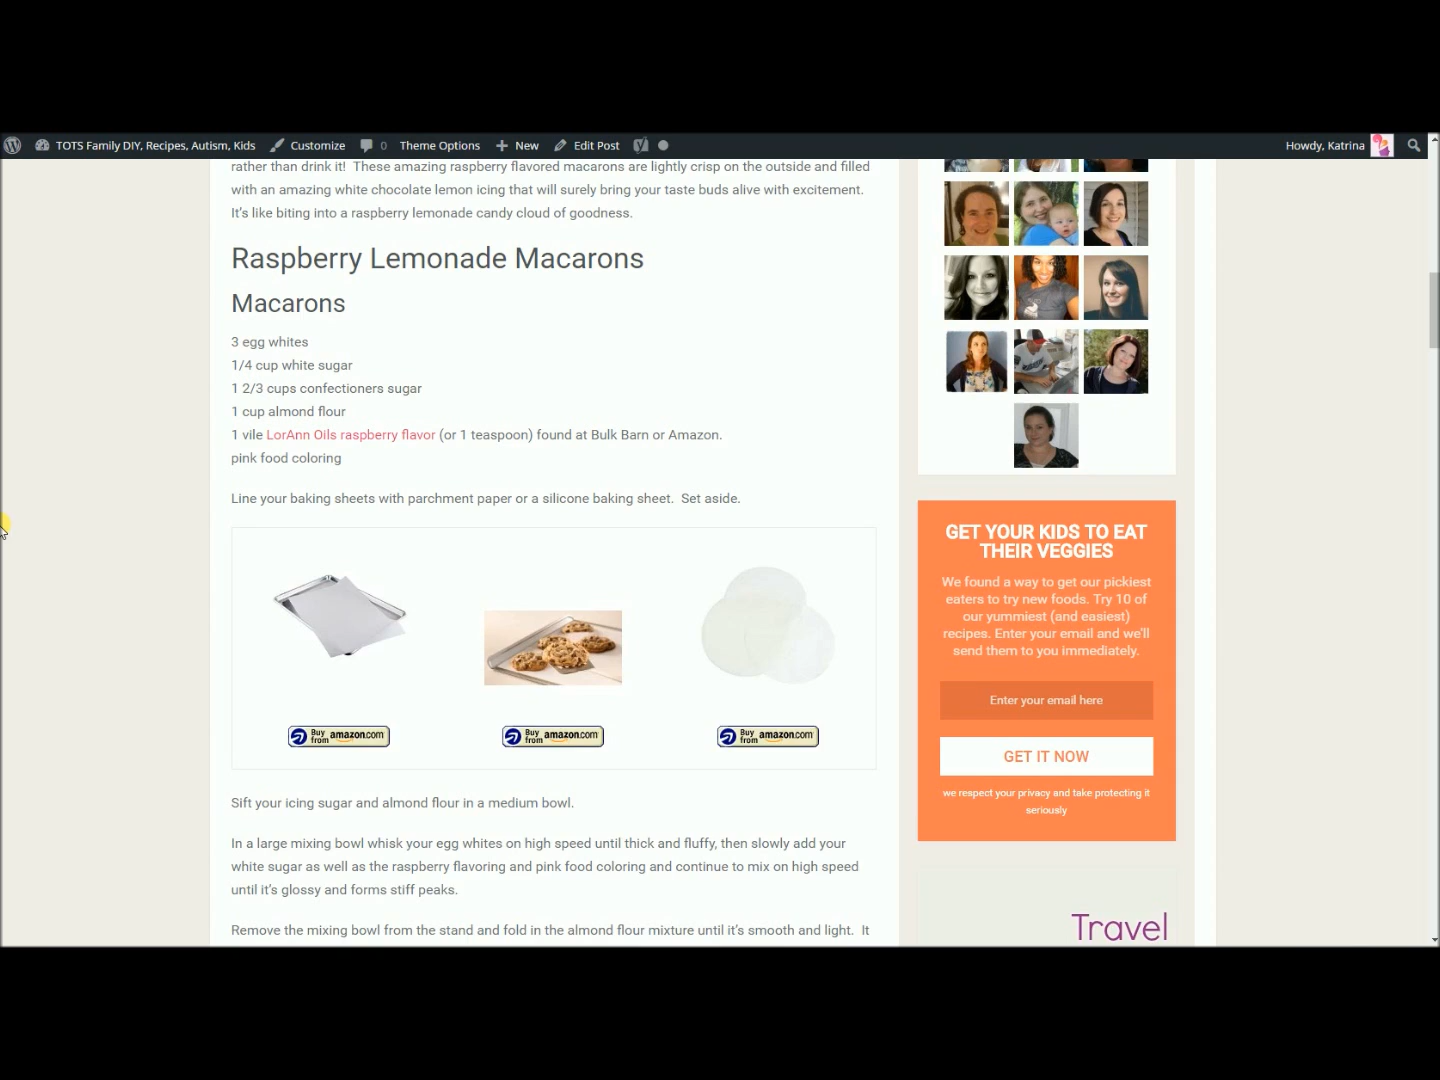 TOTS Family DIY, Recipes, Autism, Kids Customize 0 Theme Options New Edit Post Howdy, Katrina
rather than drink it!  These amazing raspberry flavored macarons are lightly crisp on the outside and filled
with an amazing white chocolate lemon icing that will surely bring your taste buds alive with excitement.
It's like biting into a raspberry lemonade candy cloud of goodness.
Raspberry Lemonade Macarons
Macarons
3 egg whites
1/4 cup white sugar
1 2/3 cups confectioners sugar
1 cup almond flour
1 vile LorAnn Oils raspberry flavor (or 1 teaspoon) found at Bulk Barn or Amazon.
pink food coloring
Line your baking sheets with parchment paper or a silicone baking sheet.  Set aside.
Buy from amazon.com
Buy from amazon.com
Buy from amazon.com
Sift your icing sugar and almond flour in a medium bowl.
In a large mixing bowl whisk your egg whites on high speed until thick and fluffy, then slowly add your
white sugar as well as the raspberry flavoring and pink food coloring and continue to mix on high speed
until it's glossy and forms stiff peaks.
Remove the mixing bowl from the stand and fold in the almond flour mixture until it's smooth and light.  It
GET YOUR KIDS TO EAT
THEIR VEGGIES
We found a way to get our pickiest
eaters to try new foods. Try 10 of
our yummiest (and easiest)
recipes. Enter your email and we'll
send them to you immediately.
Enter your email here
GET IT NOW
we respect your privacy and take protecting it
seriously
Travel